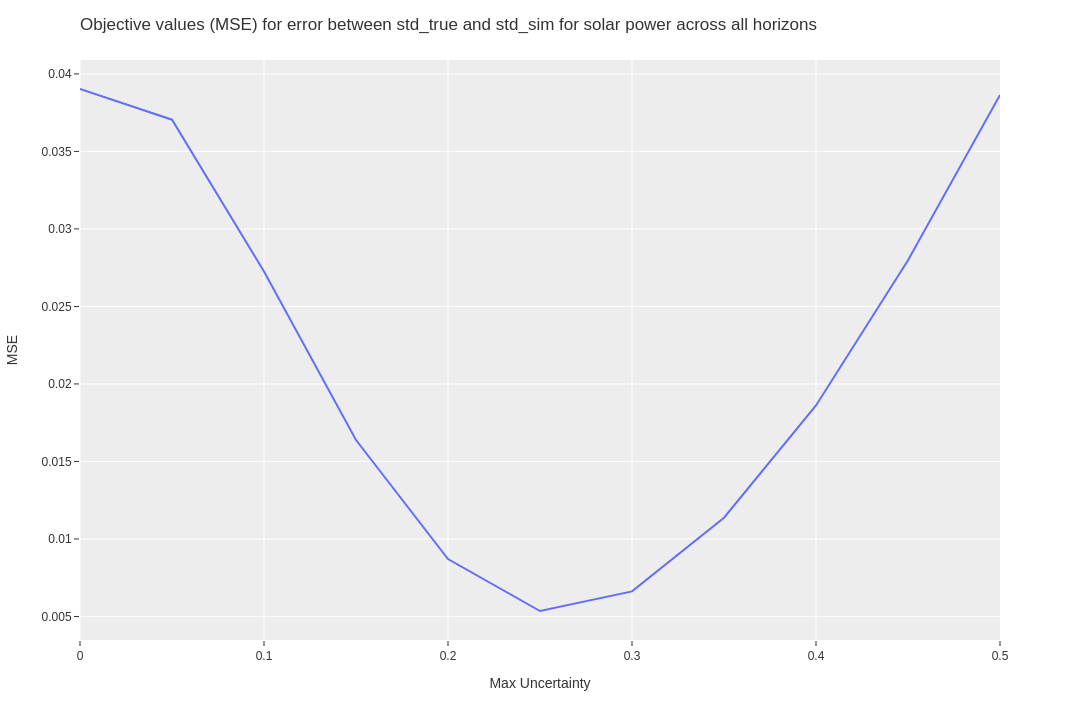 Objective values (MSE) for error between std_true and std_sim for solar power across all horizons
0.04
0.035
0.03
0.025
0.02
0.015
0.01
0.005
MSE
0 0.1 0.2 0.3 0.4 0.5
Max Uncertainty